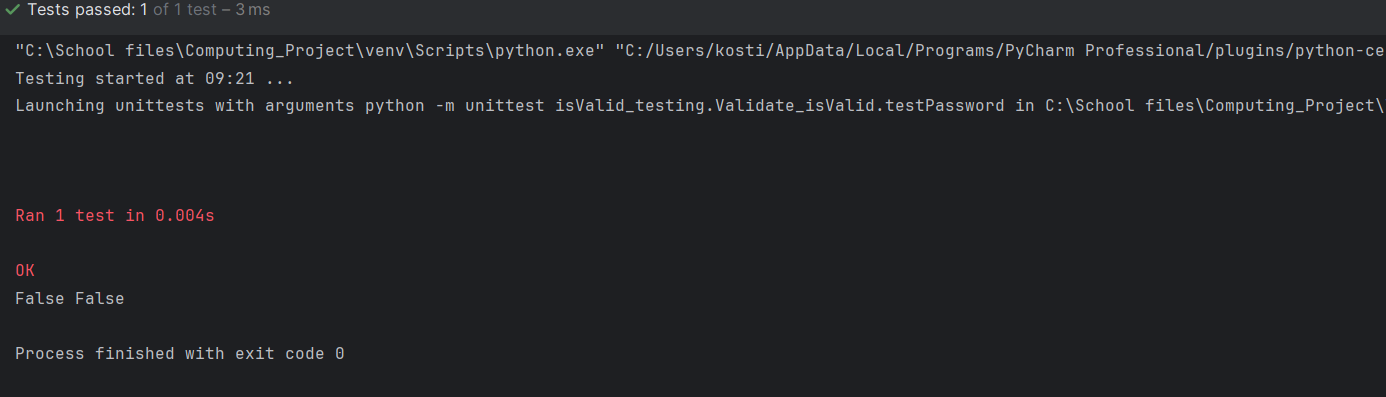 Tests passed: 1 of 1 test – 3 ms
"C:\School files\Computing_Project\venv\Scripts\python.exe" "C:/Users/kosti/AppData/Local/Programs/PyCharm Professional/plugins/python-ce
Testing started at 09:21 ...
Launching unittests with arguments python -m unittest isValid_testing.Validate_isValid.testPassword in C:\School files\Computing_Project\
Ran 1 test in 0.004s
OK
False False
Process finished with exit code 0